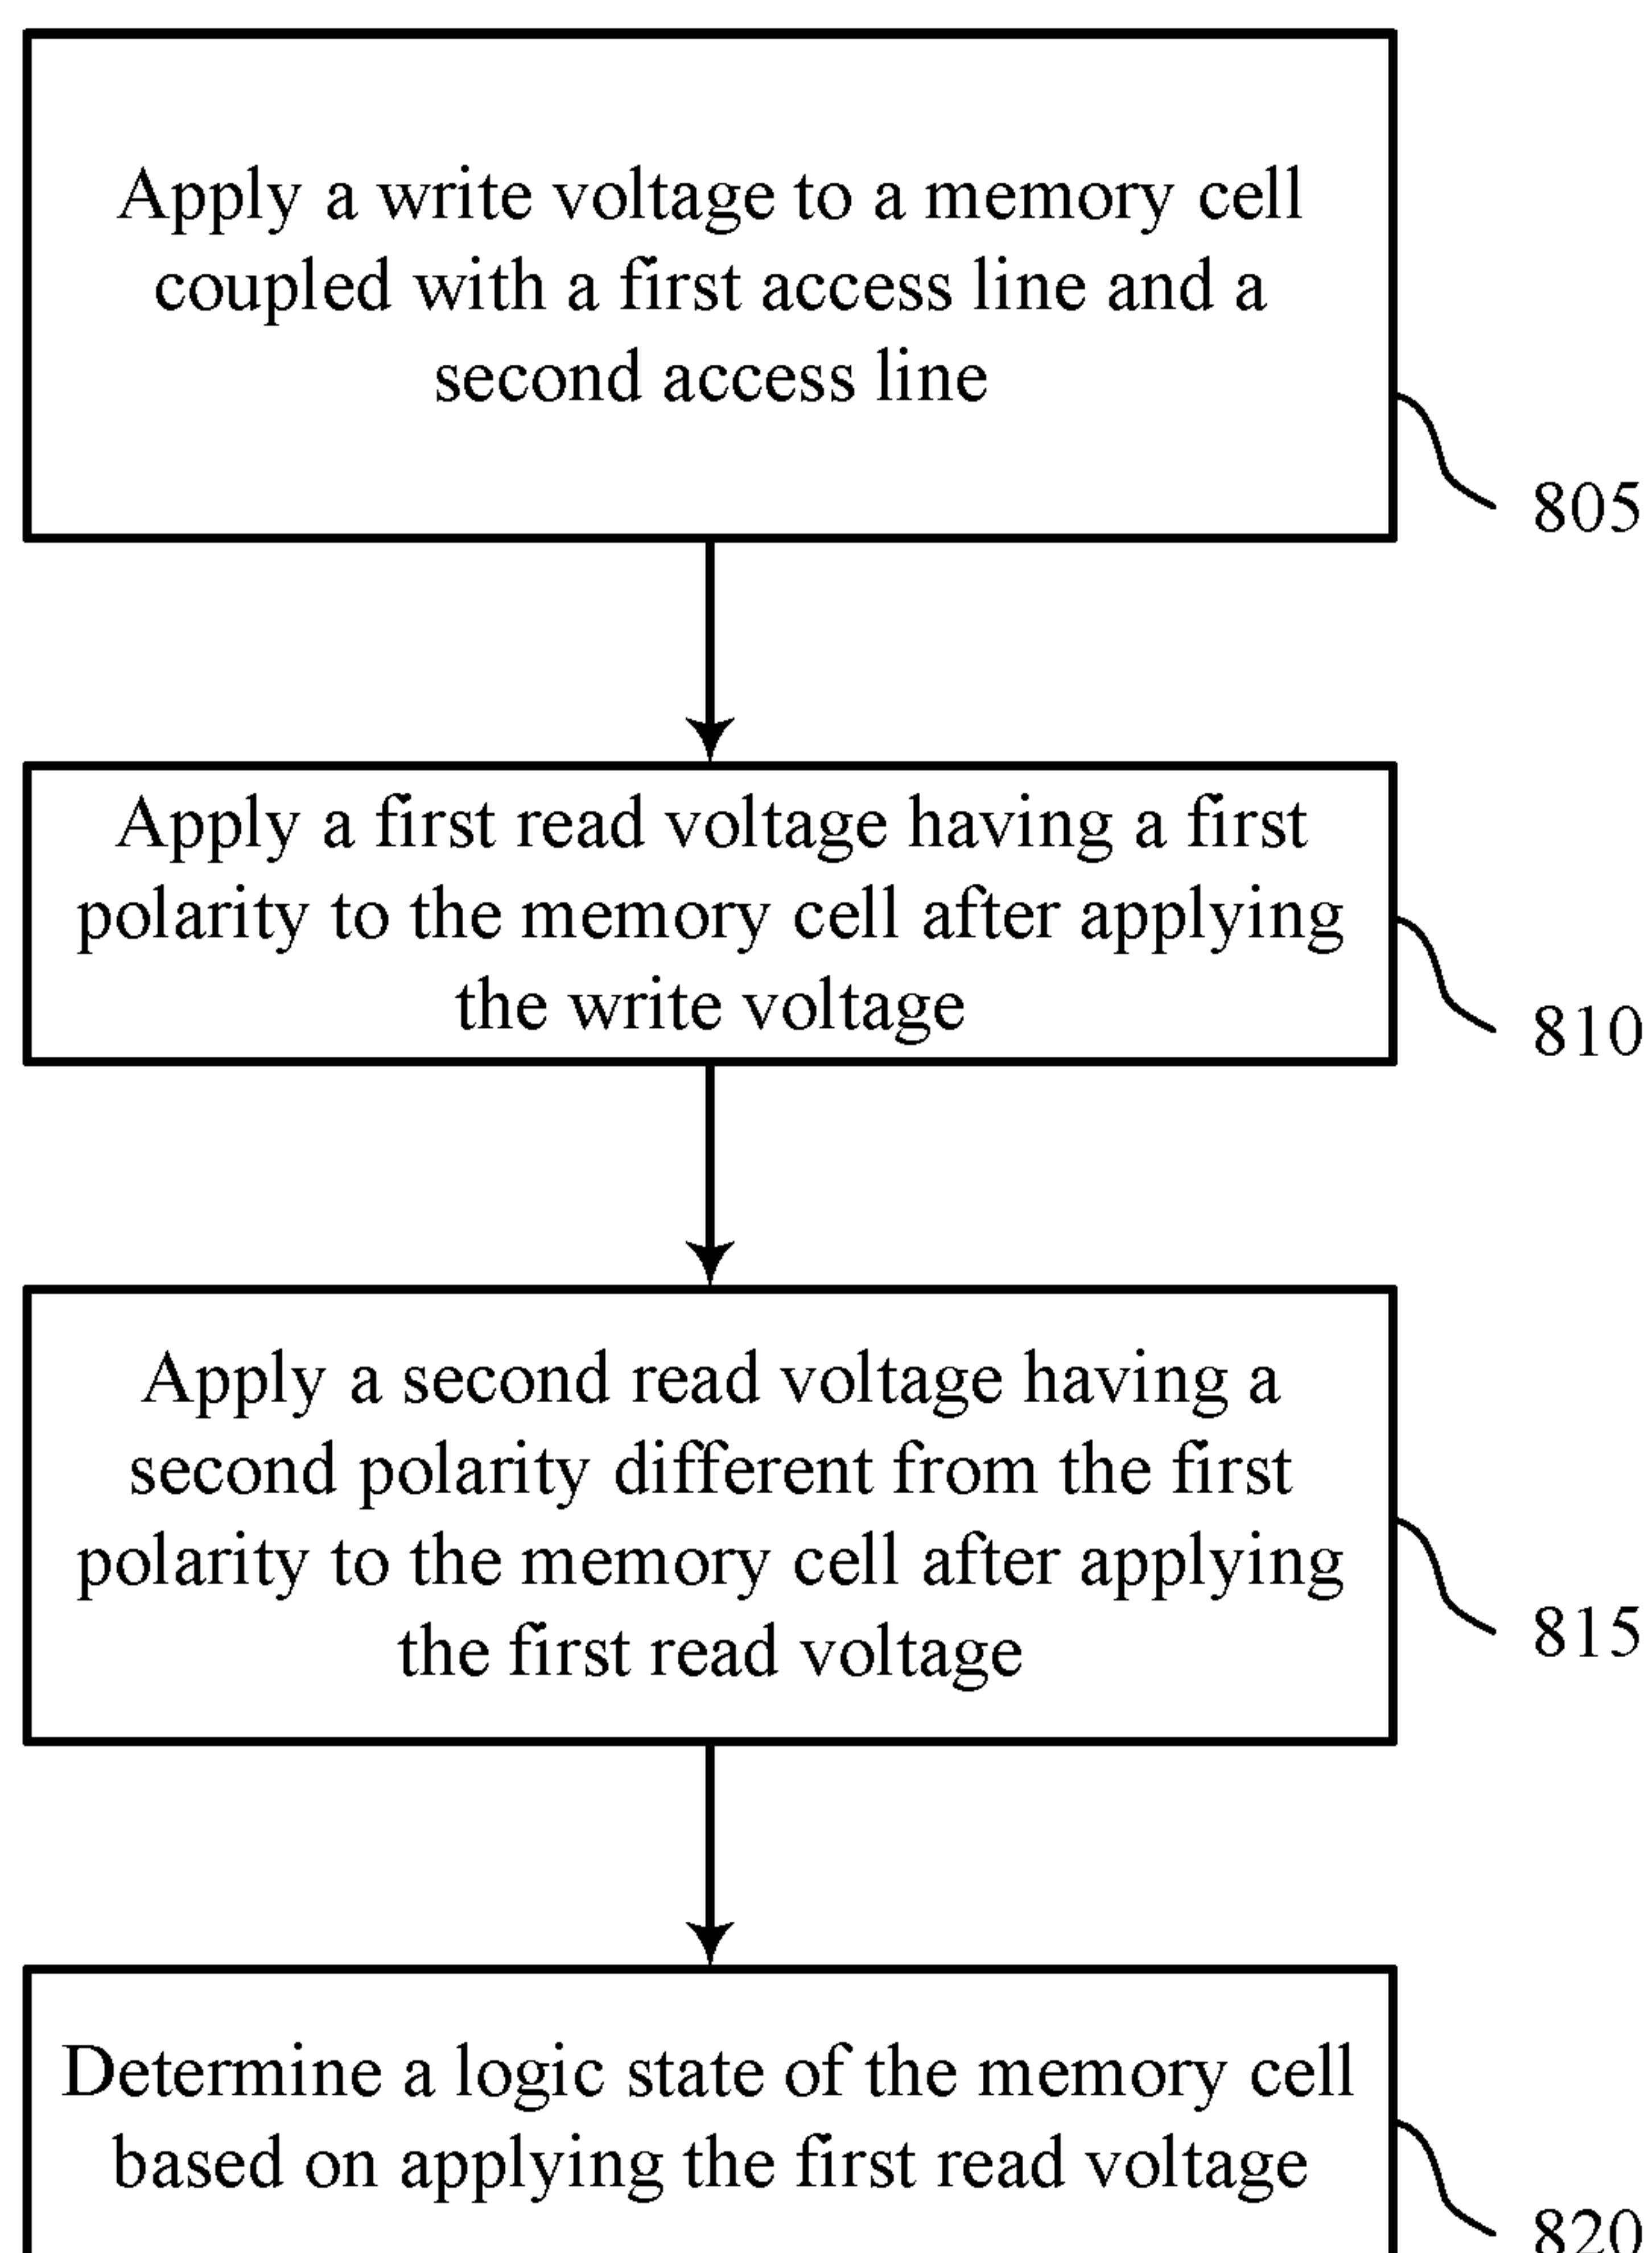 Apply a write voltage to a memory cell
coupled with a first access line and a
second access line
805
Apply a first read voltage having a first
polarity to the memory cell after applying
the write voltage
810
Apply a second read voltage having a
second polarity different from the first
polarity to the memory cell after applying
the first read voltage
815
Determine a logic state of the memory cell
based on applying the first read voltage
820